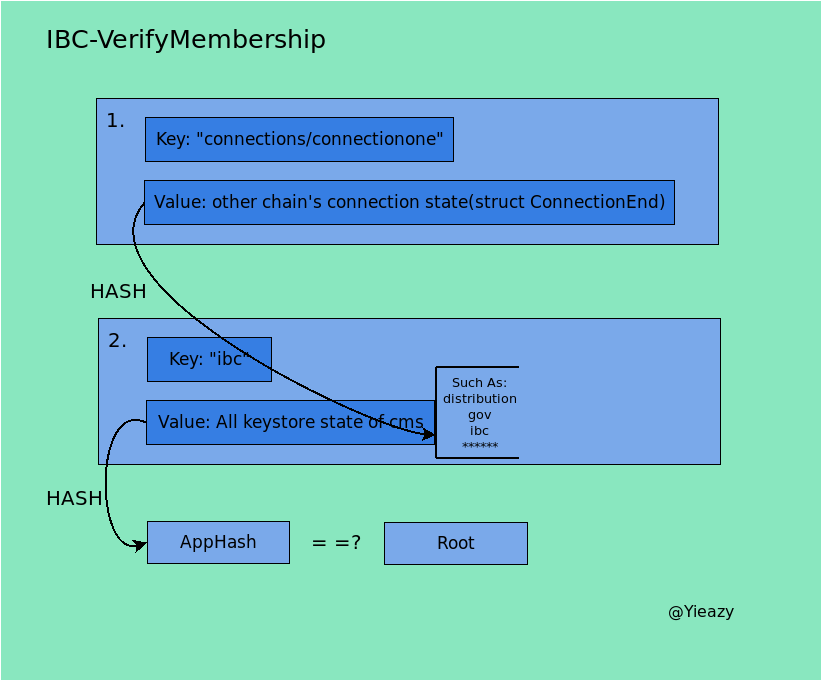 IBC-VerifyMembership
1.
Key: "connections/connectionone"
Value: other chain's connection state(struct ConnectionEnd)
HASH
2.
Key: "ibc"
Value: All keystore state of cms
Such As:
distribution
gov
ibc
******
HASH
AppHash
= =?
Root
@Yieazy